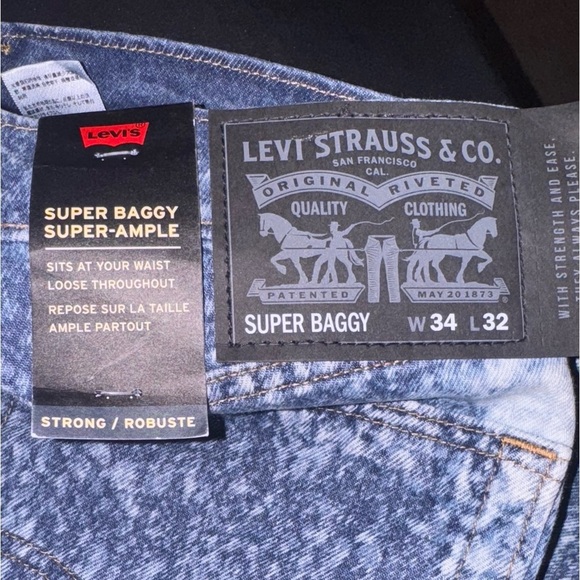 Levi's
SUPER BAGGY
SUPER-AMPLE
SITS AT YOUR WAIST
LOOSE THROUGHOUT
REPOSE SUR LA TAILLE
AMPLE PARTOUT
STRONG / ROBUSTE
LEVI STRAUSS & CO.
SAN FRANCISCO
CAL.
ORIGINAL RIVETED
QUALITY CLOTHING
PATENTED MAY 20 1873
SUPER BAGGY W 34 L 32
WITH STRENGTH AND EASE
ALWAYS PLEASE.